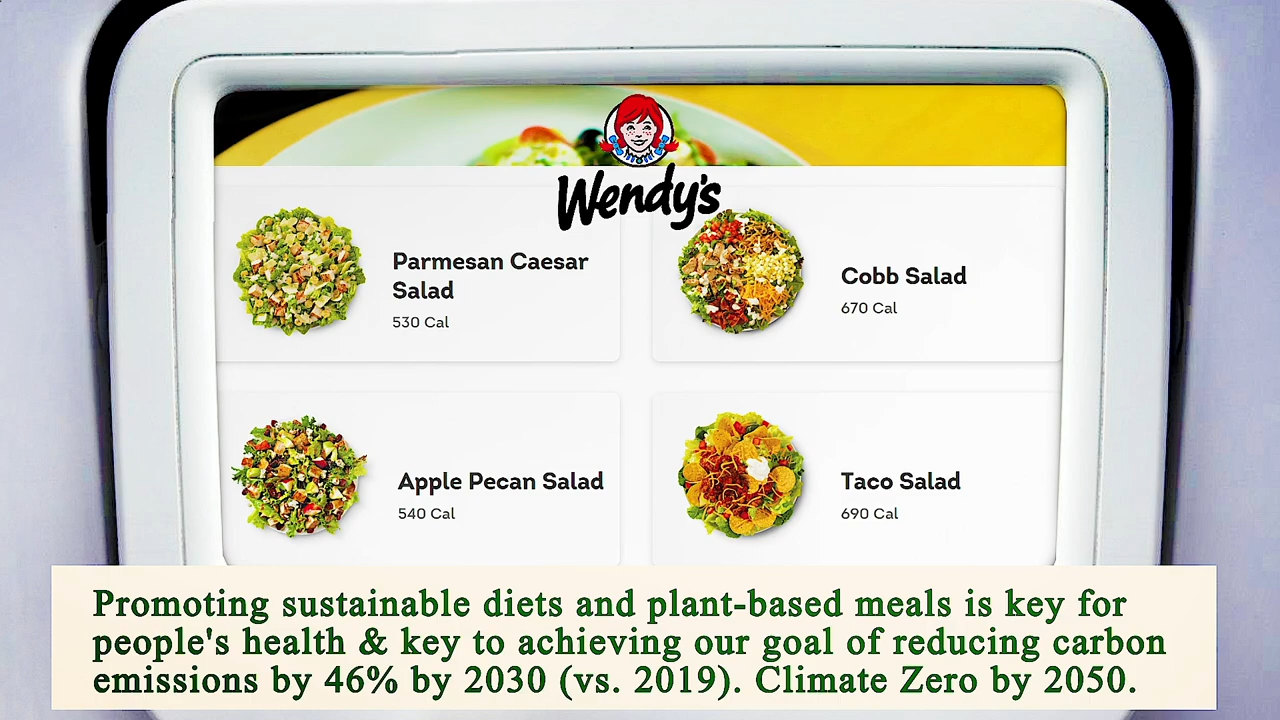 Wendy's
Parmesan Caesar
Salad
530 Cal
Cobb Salad
670 Cal
Apple Pecan Salad
540 Cal
Taco Salad
690 Cal
Promoting sustainable diets and plant-based meals is key for
people's health & key to achieving our goal of reducing carbon
emissions by 46% by 2030 (vs. 2019). Climate Zero by 2050.